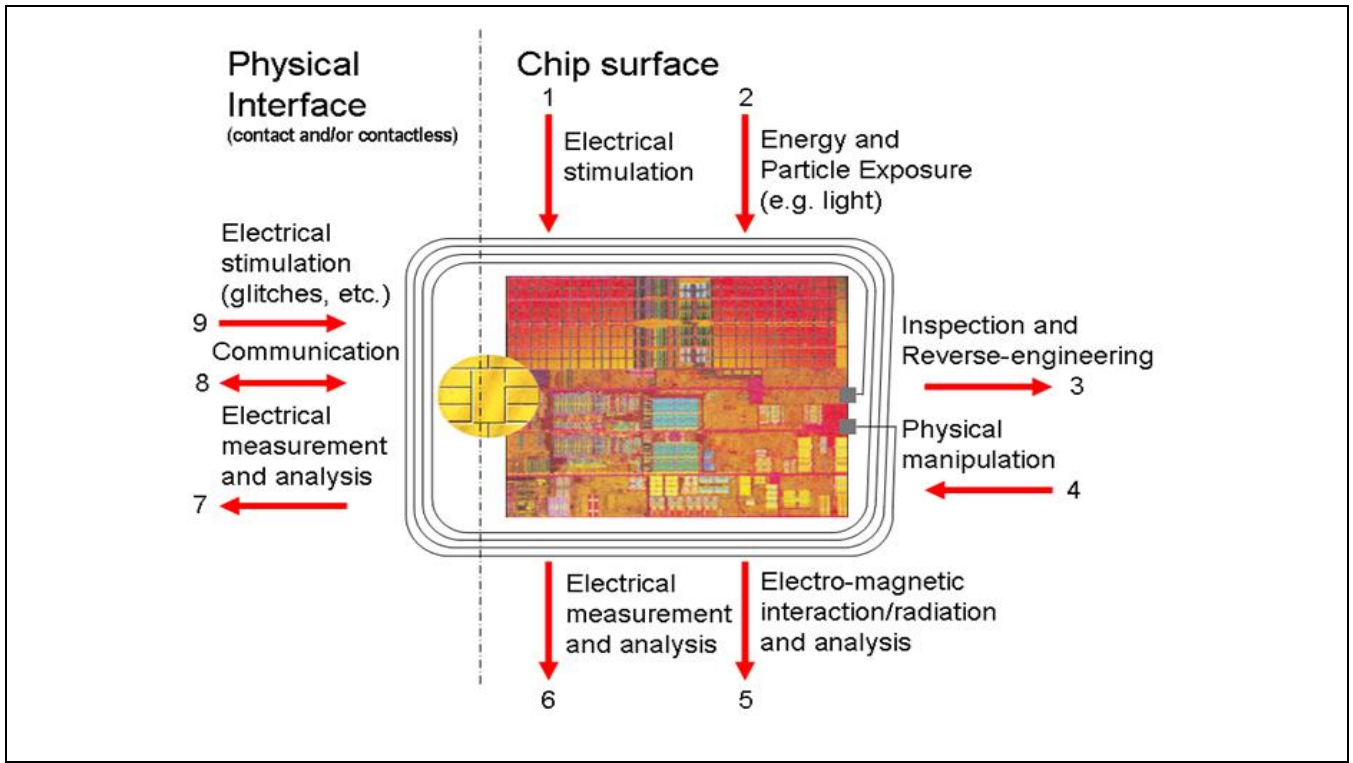 Physical
Interface
(contact and/or contactless)
Chip surface
1
2
Electrical
stimulation
Energy and
Particle Exposure
(e.g. light)
Electrical
stimulation
(glitches, etc.)
9
Communication
8
Electrical
measurement
and analysis
7
Inspection and
Reverse-engineering
3
Physical
manipulation
4
Electrical
measurement
and analysis
6
Electro-magnetic
interaction/radiation
and analysis
5